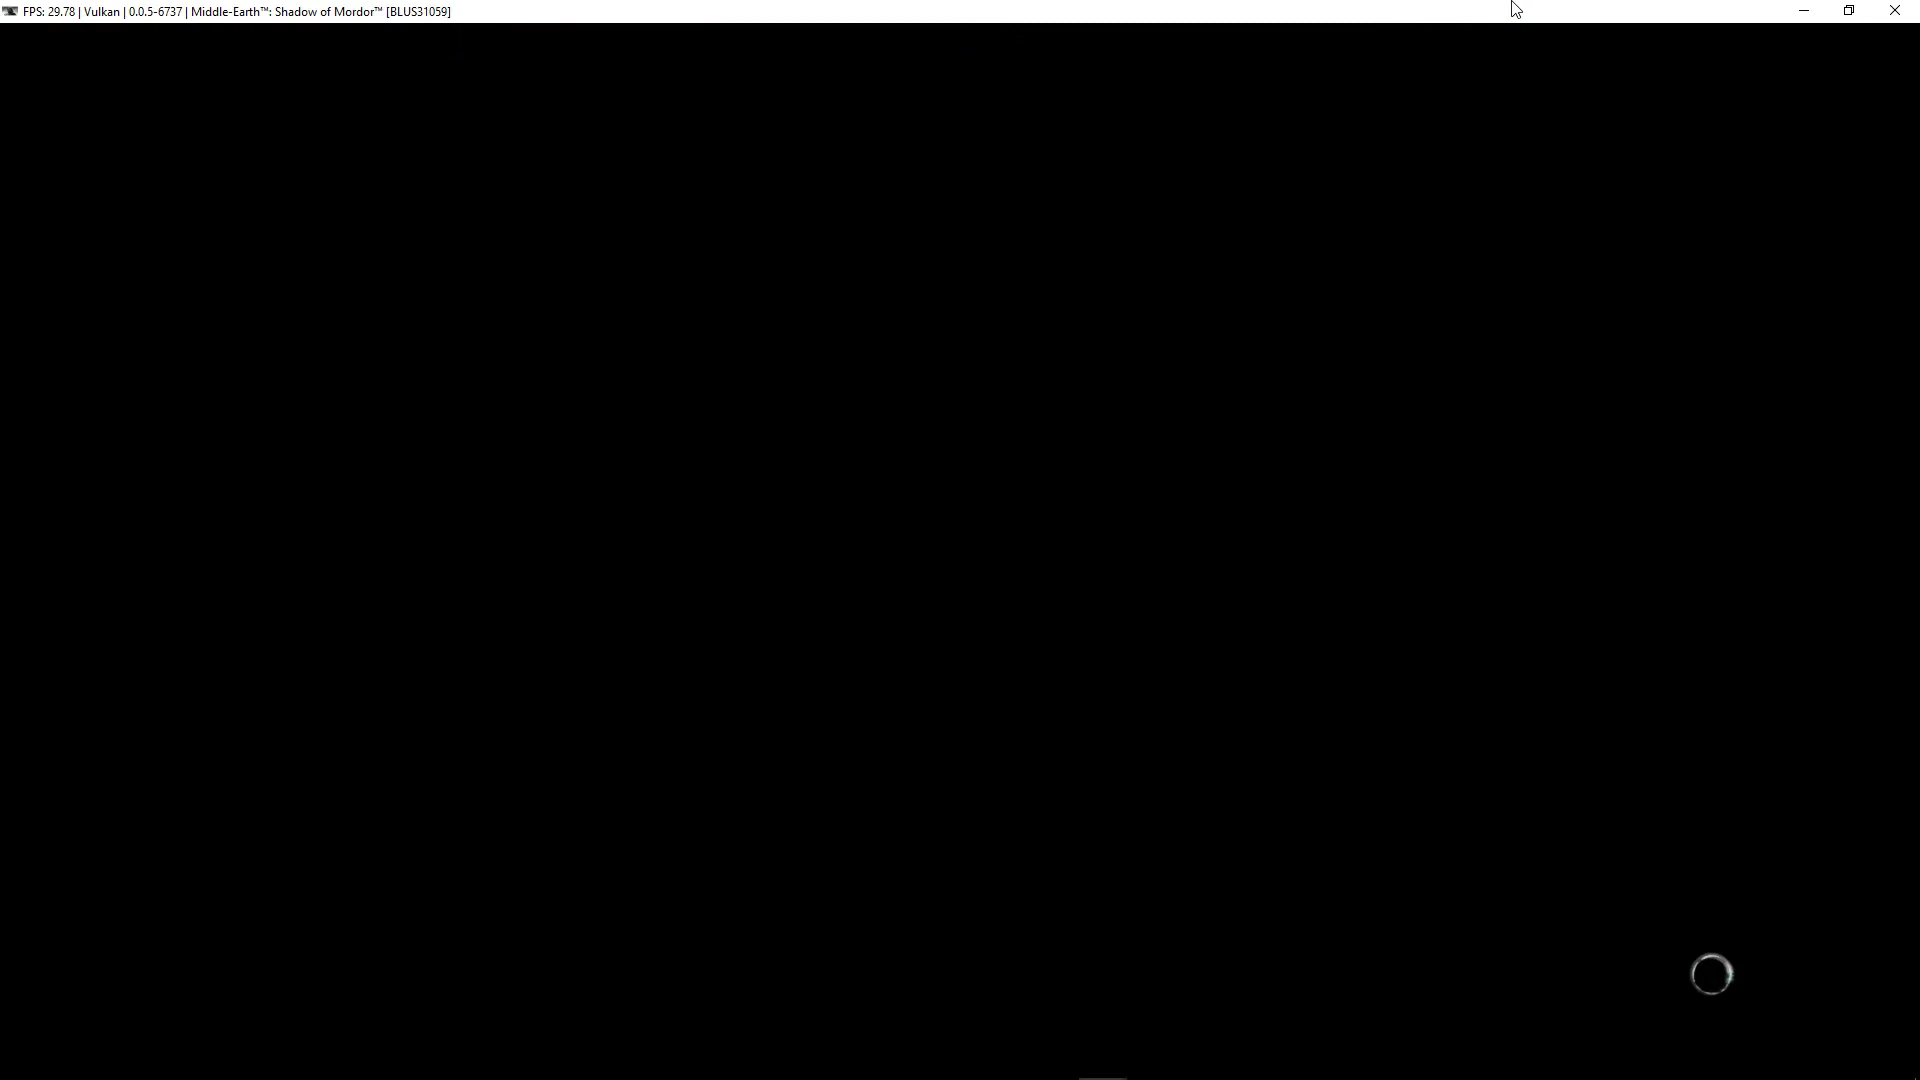 FPS: 29.78 | Vulkan | 0.0.5-6737 | Middle-Earth™: Shadow of Mordor™ [BLUS31059]